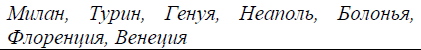 Милан, Турин, Генуя, Неаполь, Болонья,
Флоренция, Венеция